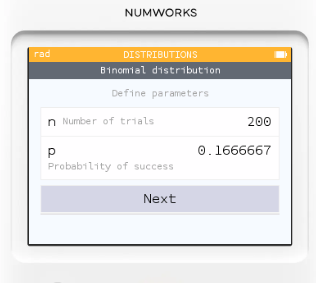 NUMWORKS
rad DISTRIBUTIONS
Binomial distribution
Define parameters
n Number of trials 200
p 0.1666667
Probability of success
Next